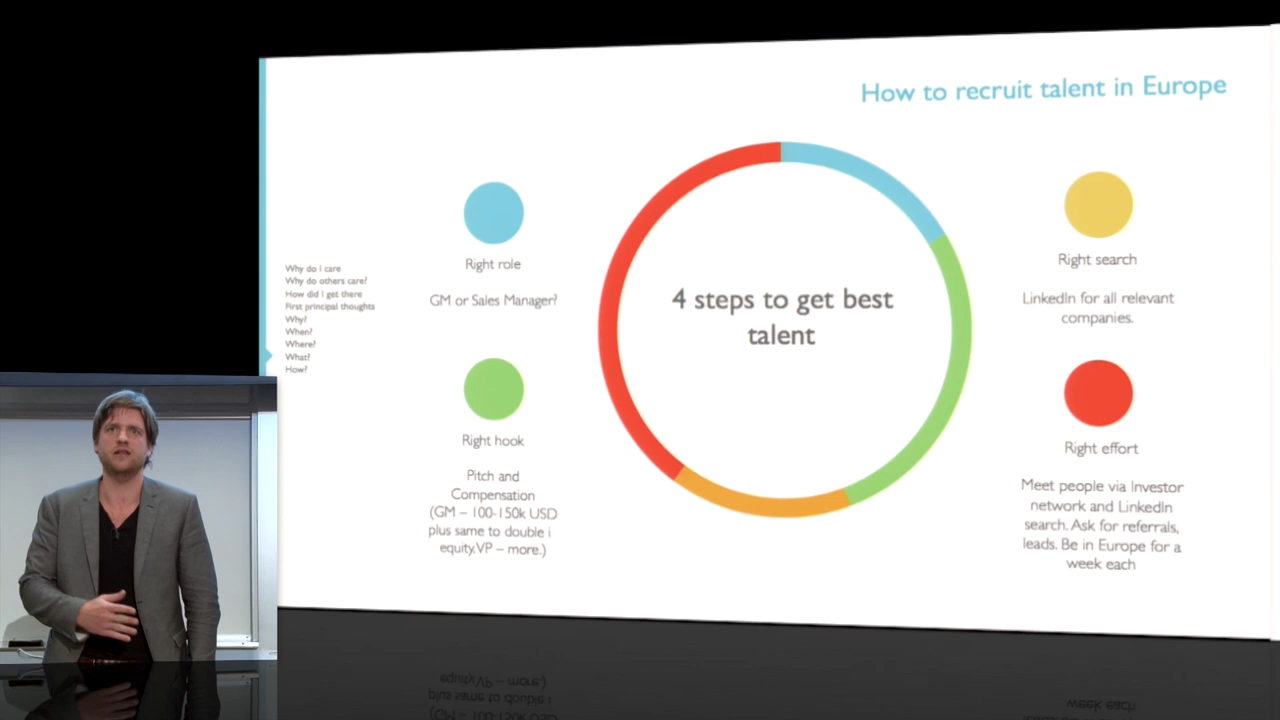 How to recruit talent in Europe
Why do I care
Why do others care?
How did I get there
First principal thoughts
Why?
When?
Where?
What?
How?
Right role
GM or Sales Manager?
Right hook
Pitch and
Compensation
(GM – 100-150k USD
plus same to double i
equity.VP – more.)
4 steps to get best
talent
Right search
LinkedIn for all relevant
companies.
Right effort
Meet people via Investor
network and LinkedIn
search. Ask for referrals,
leads. Be in Europe for a
week each